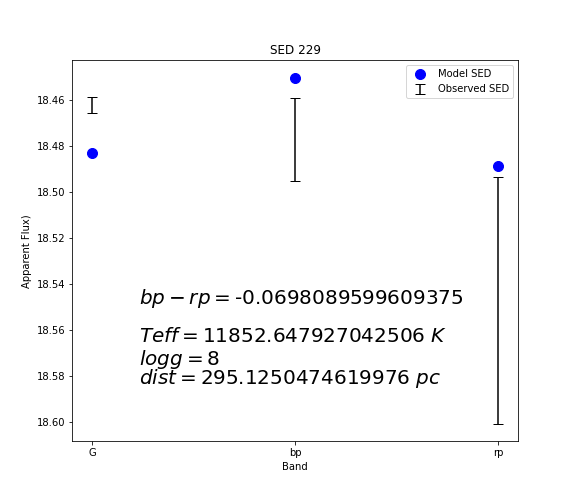 SED 229
Model SED
Observed SED
18.46
18.48
18.50
18.52
18.54
18.56
18.58
18.60
Apparent Flux)
bp − rp = -0.0698089599609375
Teff = 11852.647927042506 K
logg = 8
dist = 295.1250474619976 pc
G bp rp
Band